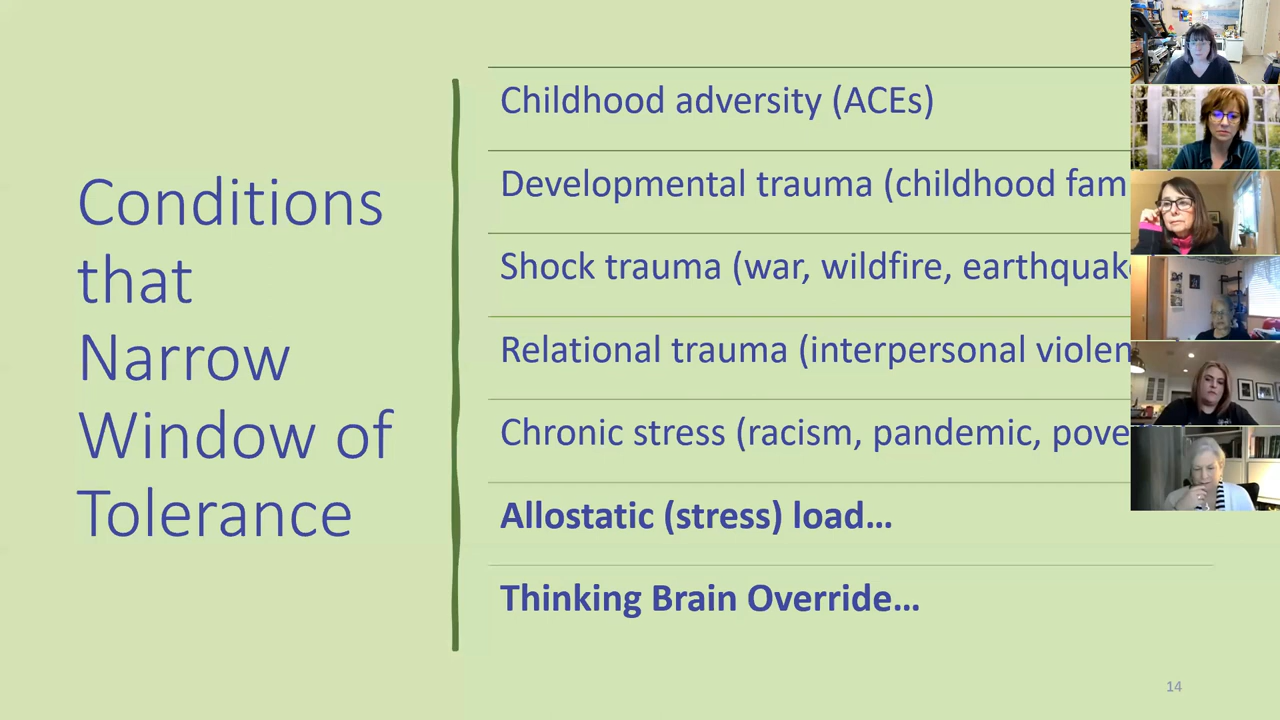 Conditions
that
Narrow
Window of
Tolerance
Childhood adversity (ACEs)
Developmental trauma (childhood fam
Shock trauma (war, wildfire, earthquak
Relational trauma (interpersonal violen
Chronic stress (racism, pandemic, pove
Allostatic (stress) load…
Thinking Brain Override…
14